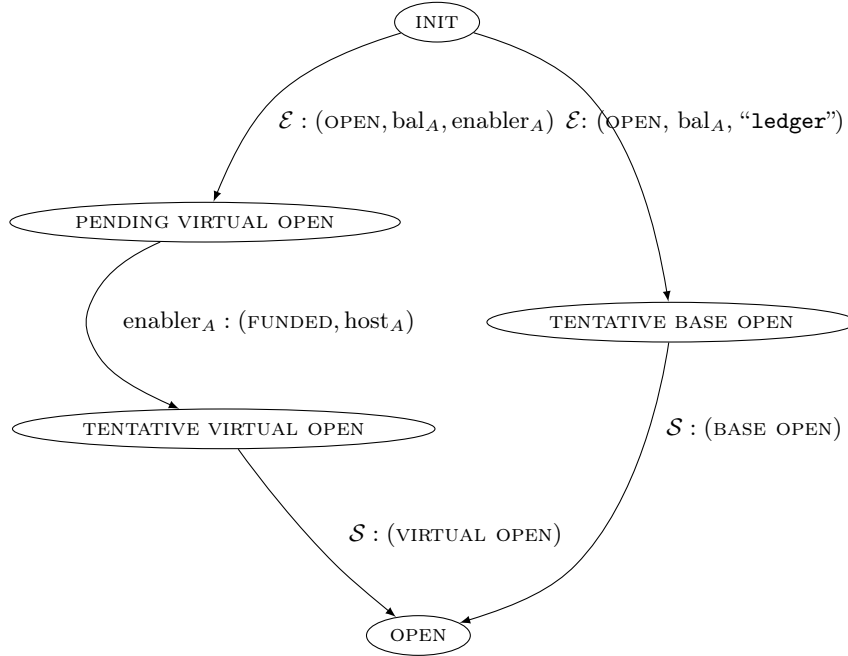 INIT
ℰ : (OPEN, bal_A, enabler_A) ℰ: (OPEN, bal_A, “ledger”)
PENDING VIRTUAL OPEN
enabler_A : (FUNDED, host_A)
TENTATIVE BASE OPEN
TENTATIVE VIRTUAL OPEN
𝒮 : (BASE OPEN)
𝒮 : (VIRTUAL OPEN)
OPEN